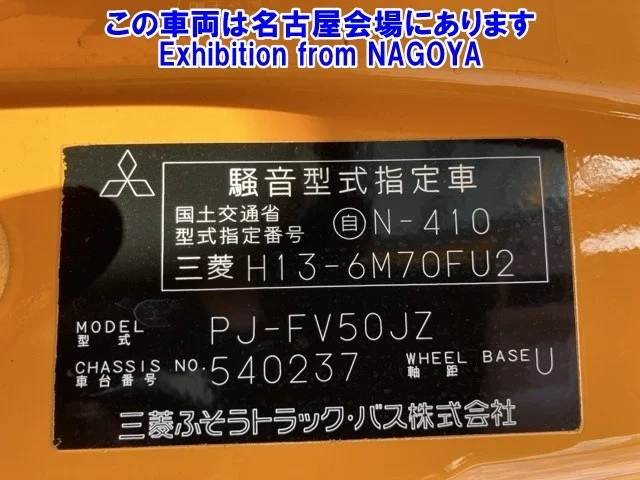 この車両は名古屋会場にあります
Exhibition from NAGOYA
騒音型式指定車
国土交通省
型式指定番号 自 N-410
三菱 H13-6M70FU2
MODEL
型式 PJ-FV50JZ
CHASSIS NO.
車台番号 540237 WHEEL BASE
軸距 U
三菱ふそうトラック・バス株式会社